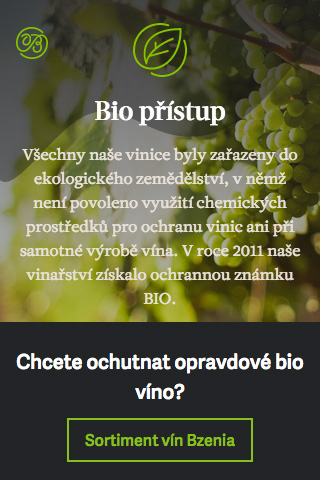 Bio přístup
Všechny naše vinice byly zařazeny do
ekologického zemědělství, v němž
není povoleno využití chemických
prostředků pro ochranu vinic ani při
samotné výrobě vína. V roce 2011 naše
vinařství získalo ochrannou známku
BIO.
Chcete ochutnat opravdové bio
víno?
Sortiment vín Bzenia